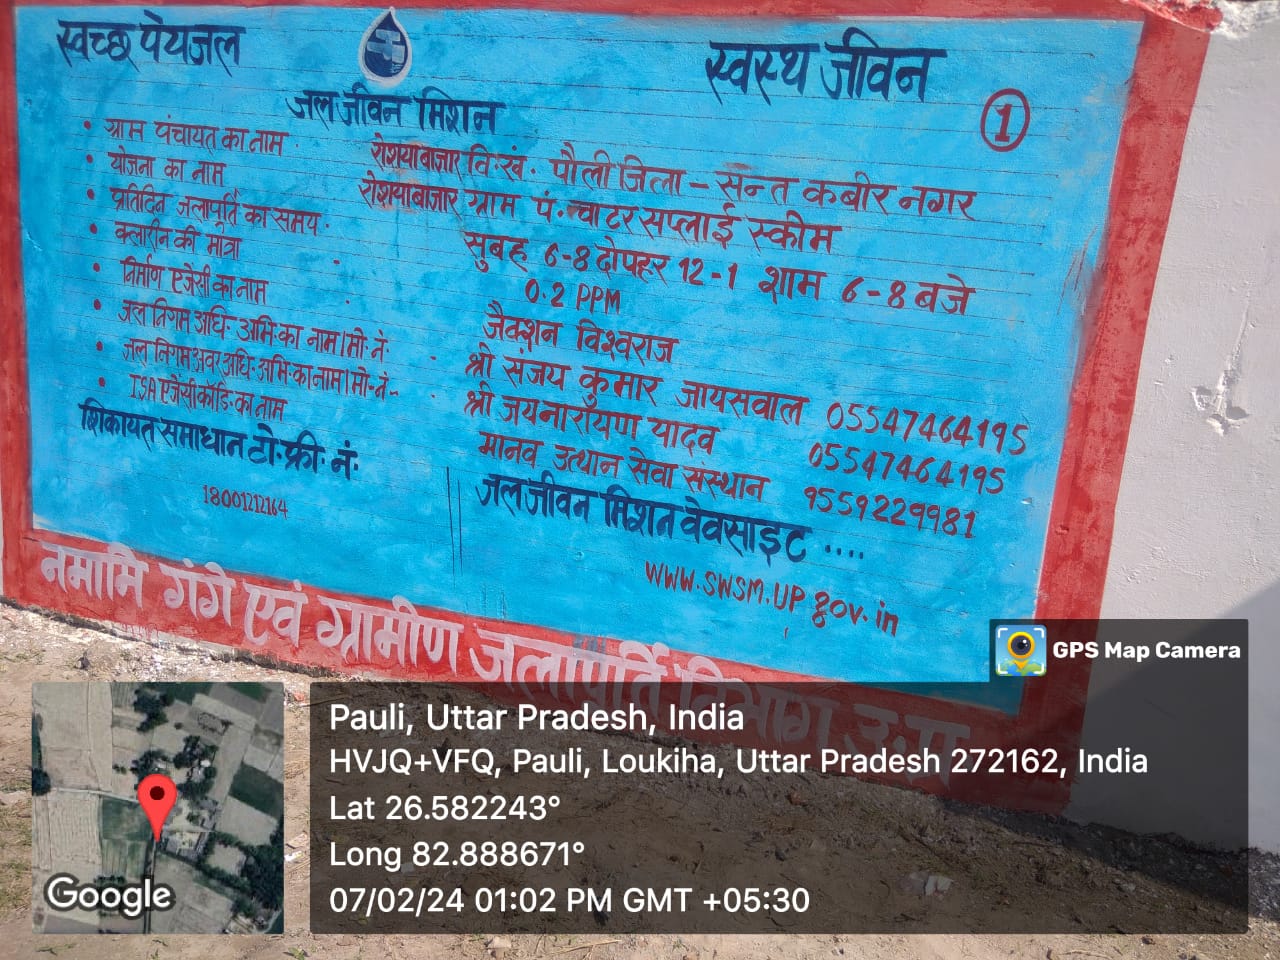 स्वच्छ पेयजल
स्वस्थ जीवन
जल जीवन मिशन
1
• ग्राम पंचायत का नाम · रोशयाबाजार वि.खं. पौली जिला - सन्त कबीर नगर
• योजना का नाम रोशयाबाजार ग्राम पं. वाटर सप्लाई स्कीम
• प्रतिदिन जलापूर्ति का समय · सुबह 6-8 दोपहर 12-1 शाम 6-8 बजे
• क्लोरीन की मात्रा · 0.2 PPM
• निर्माण एजेंसी का नाम · जैक्शन विश्वराज
• जल निगम अधि. अभि. का नाम/मो. नं. · श्री संजय कुमार जायसवाल 05547464195
• जल निगम अवर अधि. अभि. का नाम/मो. नं. · श्री जयनारायण यादव 05547464195
• ISA एजेंसी कॉर्डि. का नाम मानव उत्थान सेवा संस्थान 9559229981
शिकायत समाधान टो. फ्री. नं.
18001212164
जल जीवन मिशन वेवसाइट ....
WWW.SWSM.UP.gov.in
नमामि गंगे एवं ग्रामीण जलापूर्ति विभाग उ.प्र
GPS Map Camera
Pauli, Uttar Pradesh, India
HVJQ+VFQ, Pauli, Loukiha, Uttar Pradesh 272162, India
Lat 26.582243°
Long 82.888671°
07/02/24 01:02 PM GMT +05:30
Google